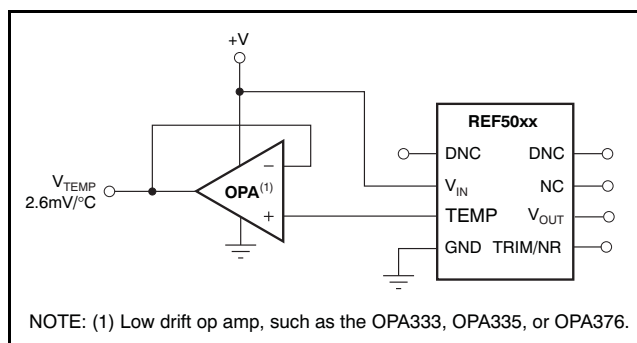 +V
REF50xx
DNC DNC
V_TEMP
2.6mV/°C
OPA(1)
−
+
V_IN NC
TEMP V_OUT
GND TRIM/NR
NOTE: (1) Low drift op amp, such as the OPA333, OPA335, or OPA376.